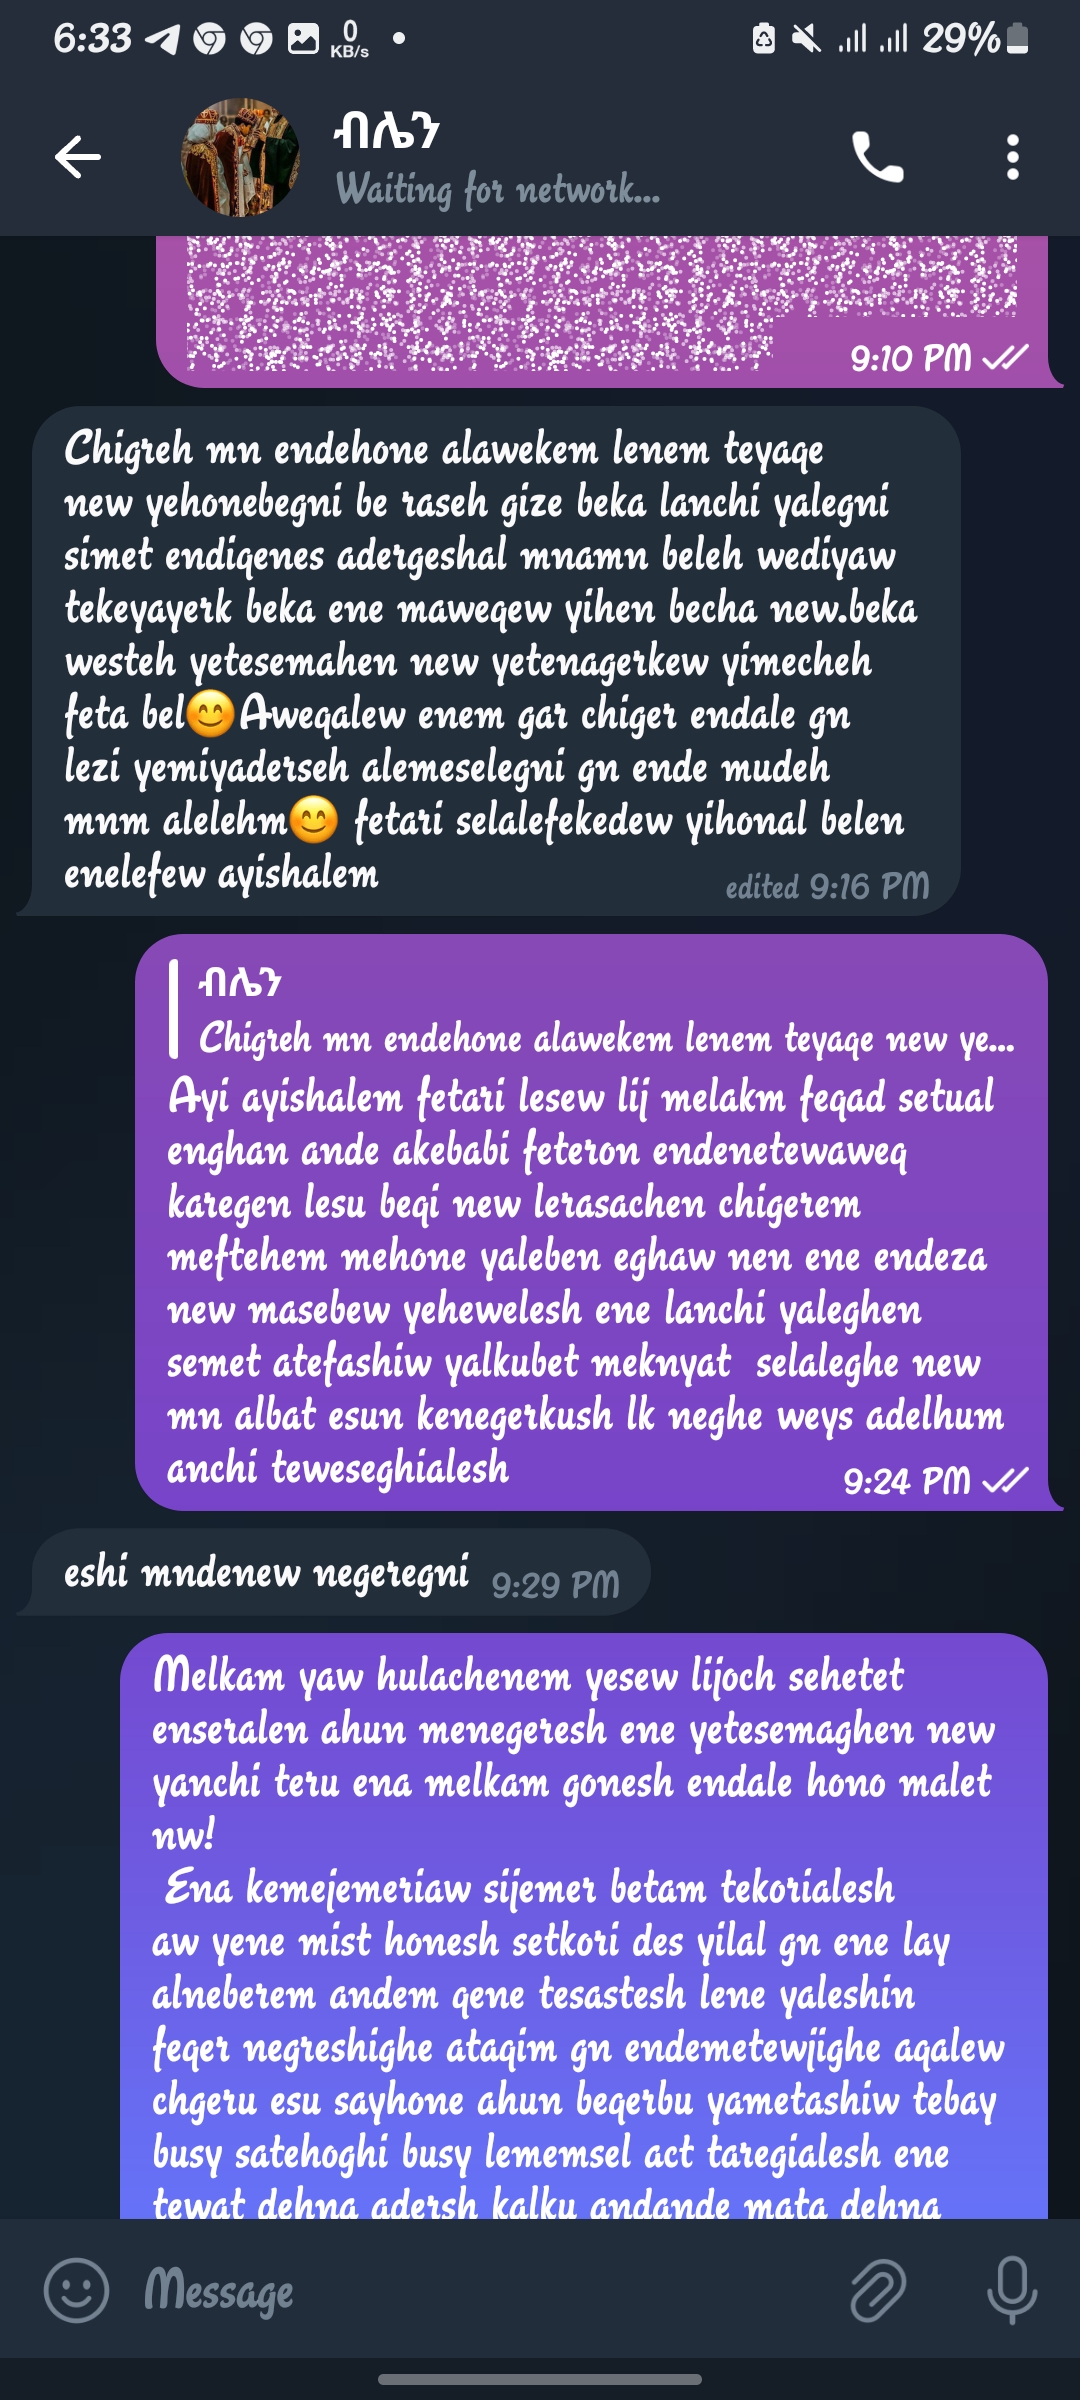 6:33
0
KB/s
29%
ብሌን
Waiting for network...
9:10 PM
Chigreh mn endehone alawekem lenem teyaqe
new yehonebegni be raseh gize beka lanchi yalegni
simet endiqenes adergeshal mnamn beleh wediyaw
tekeyayerk beka ene maweqew yihen becha new.beka
westeh yetesemahen new yetenagerkew yimecheh
feta bel😊Aweqalew enem gar chiger endale gn
lezi yemiyaderseh alemeselegni gn ende mudeh
mnm alelehm😊 fetari selalefekedew yihonal belen
enelefew ayishalem
edited 9:16 PM
ብሌን
Chigreh mn endehone alawekem lenem teyaqe new ye...
Ayi ayishalem fetari lesew lij melakm feqad setual
enghan ande akebabi feteron endenetewaweq
karegen lesu beqi new lerasachen chigerem
meftehem mehone yaleben eghaw nen ene endeza
new masebew yehewelesh ene lanchi yaleghen
semet atefashiw yalkubet meknyat  selaleghe new
mn albat esun kenegerkush lk neghe weys adelhum
anchi teweseghialesh
9:24 PM
eshi mndenew negeregni 9:29 PM
Melkam yaw hulachenem yesew lijoch sehetet
enseralen ahun menegeresh ene yetesemaghen new
yanchi teru ena melkam gonesh endale hono malet
nw!
Ena kemejemeriaw sijemer betam tekorialesh
aw yene mist honesh setkori des yilal gn ene lay
alneberem andem qene tesastesh lene yaleshin
feqer negreshighe ataqim gn endemetewjighe aqalew
chgeru esu sayhone ahun beqerbu yametashiw tebay
busy satehoghi busy lememsel act taregialesh ene
tewat dehna adersh kalku andande mata dehna
Message